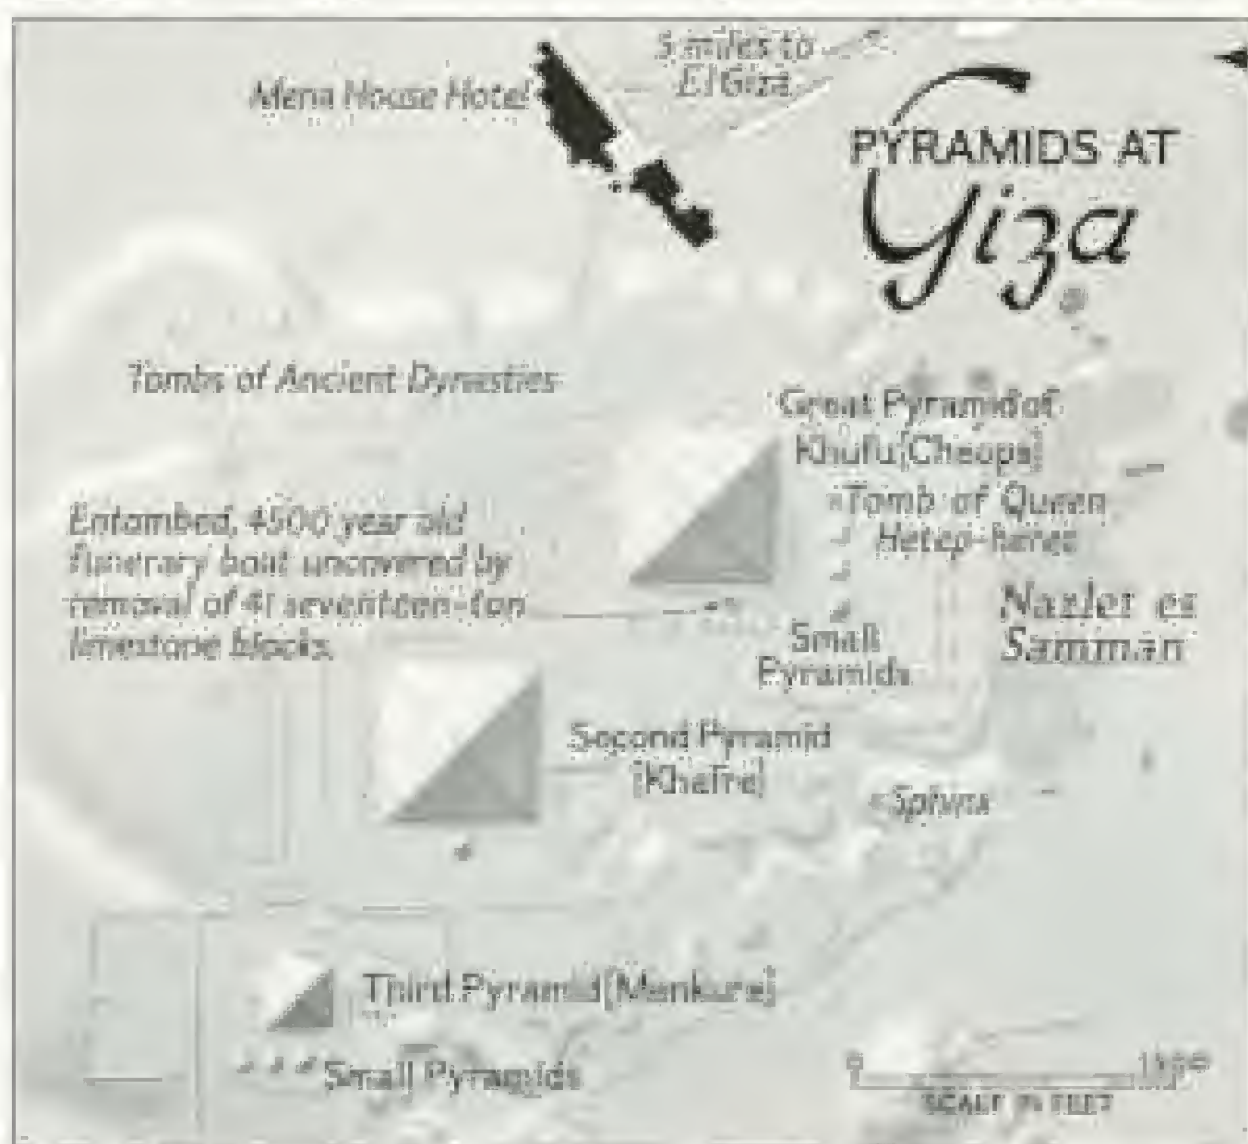 5 miles to
El Giza
Mena House Hotel
PYRAMIDS AT
Giza
Tombs of Ancient Dynasties
Great Pyramid of
Khufu (Cheops)
Tomb of Queen
Hetep-heres
Entombed, 4500 year old
funerary boat uncovered by
removal of 41 seventeen-ton
limestone blocks.
Nazlet es
Samman
Small
Pyramids
Second Pyramid
(Khafre)
Sphinx
Third Pyramid (Menkure)
Small Pyramids
0
SCALE IN FEET